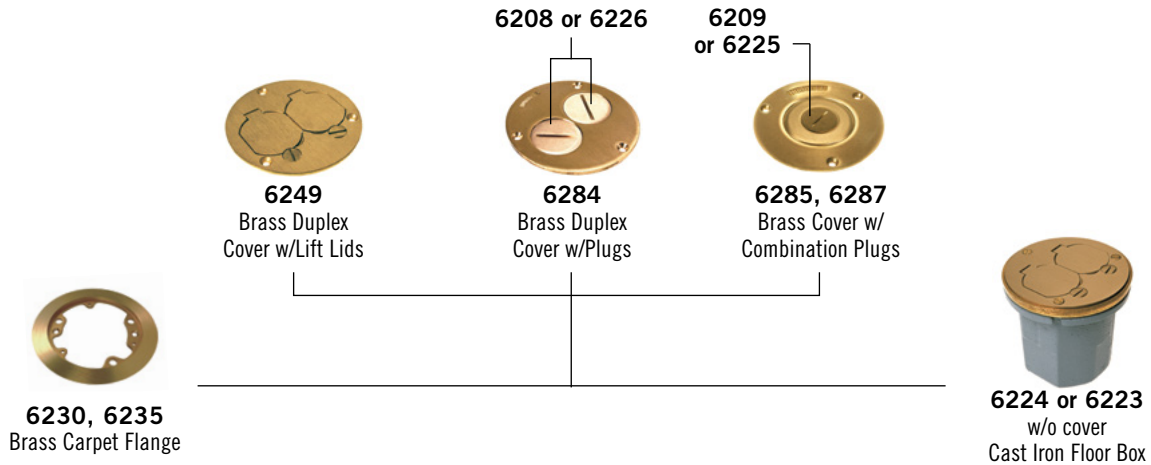 6208 or 6226
6209
or 6225
6249
Brass Duplex
Cover w/Lift Lids
6284
Brass Duplex
Cover w/Plugs
6285, 6287
Brass Cover w/
Combination Plugs
6230, 6235
Brass Carpet Flange
6224 or 6223
w/o cover
Cast Iron Floor Box